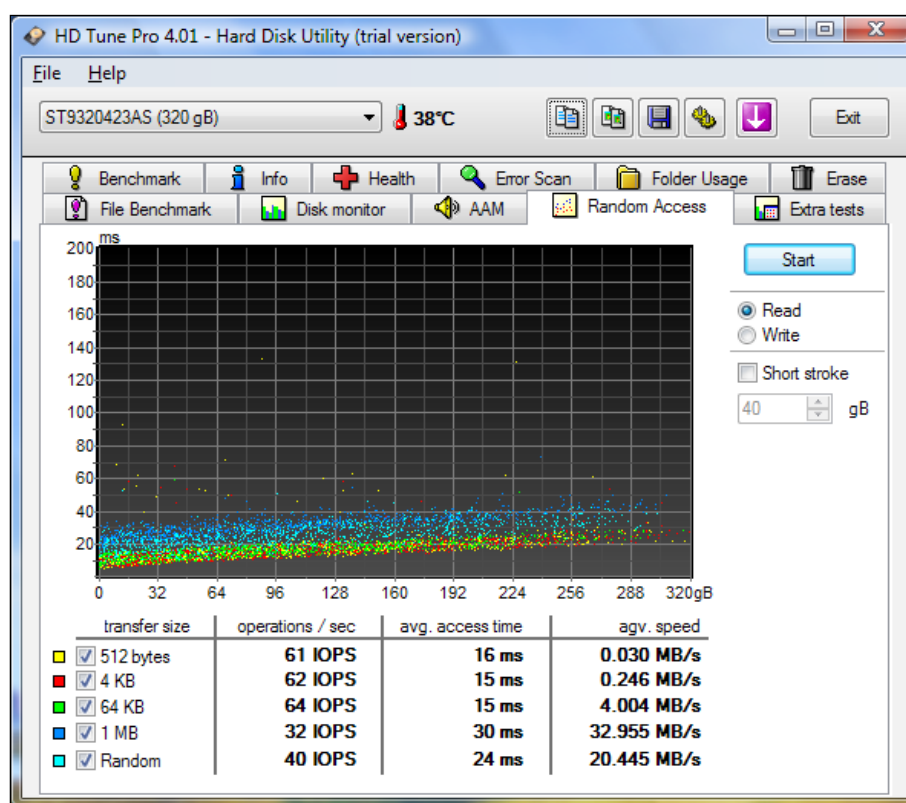 HD Tune Pro 4.01 - Hard Disk Utility (trial version)
File Help
ST9320423AS (320 gB) 38°C Exit
Benchmark Info Health Error Scan Folder Usage Erase
File Benchmark Disk monitor AAM Random Access Extra tests
ms
200
180
160
140
120
100
80
60
40
20
0 32 64 96 128 160 192 224 256 288 320gB
Start
Read
Write
Short stroke
40 gB
transfer size operations / sec avg. access time agv. speed
512 bytes 61 IOPS 16 ms 0.030 MB/s
4 KB 62 IOPS 15 ms 0.246 MB/s
64 KB 64 IOPS 15 ms 4.004 MB/s
1 MB 32 IOPS 30 ms 32.955 MB/s
Random 40 IOPS 24 ms 20.445 MB/s